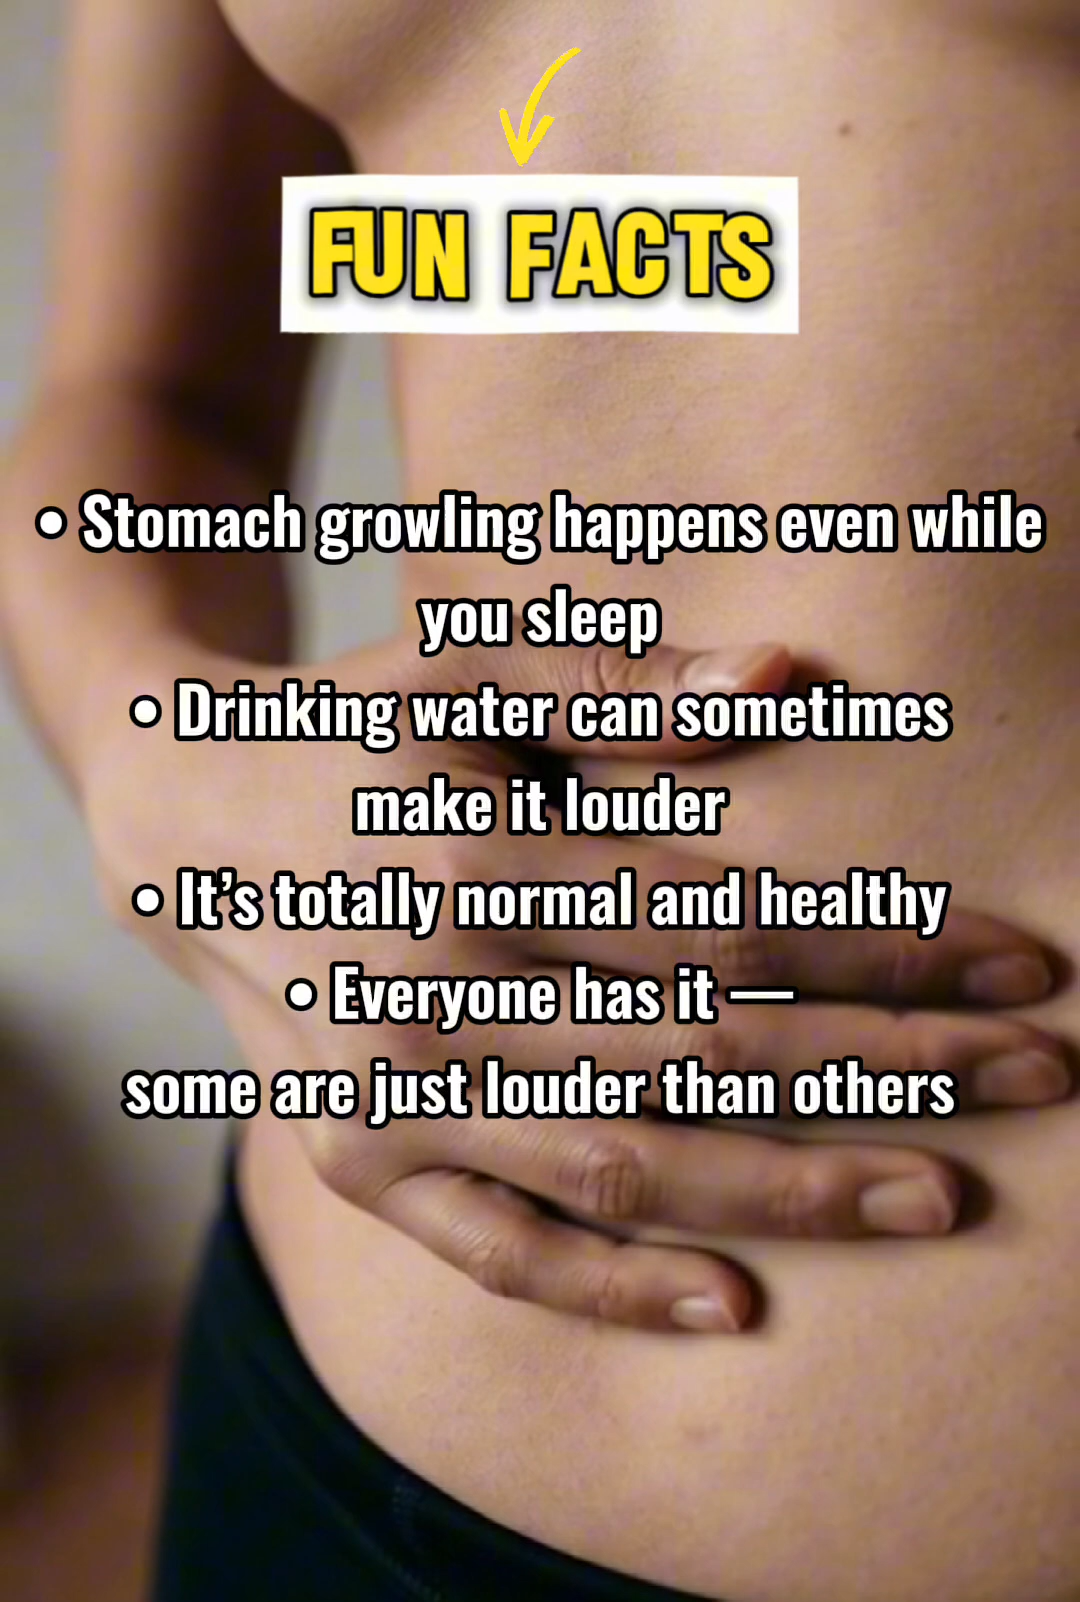 FUN FACTS
• Stomach growling happens even while
you sleep
• Drinking water can sometimes
make it louder
• It’s totally normal and healthy
• Everyone has it —
some are just louder than others